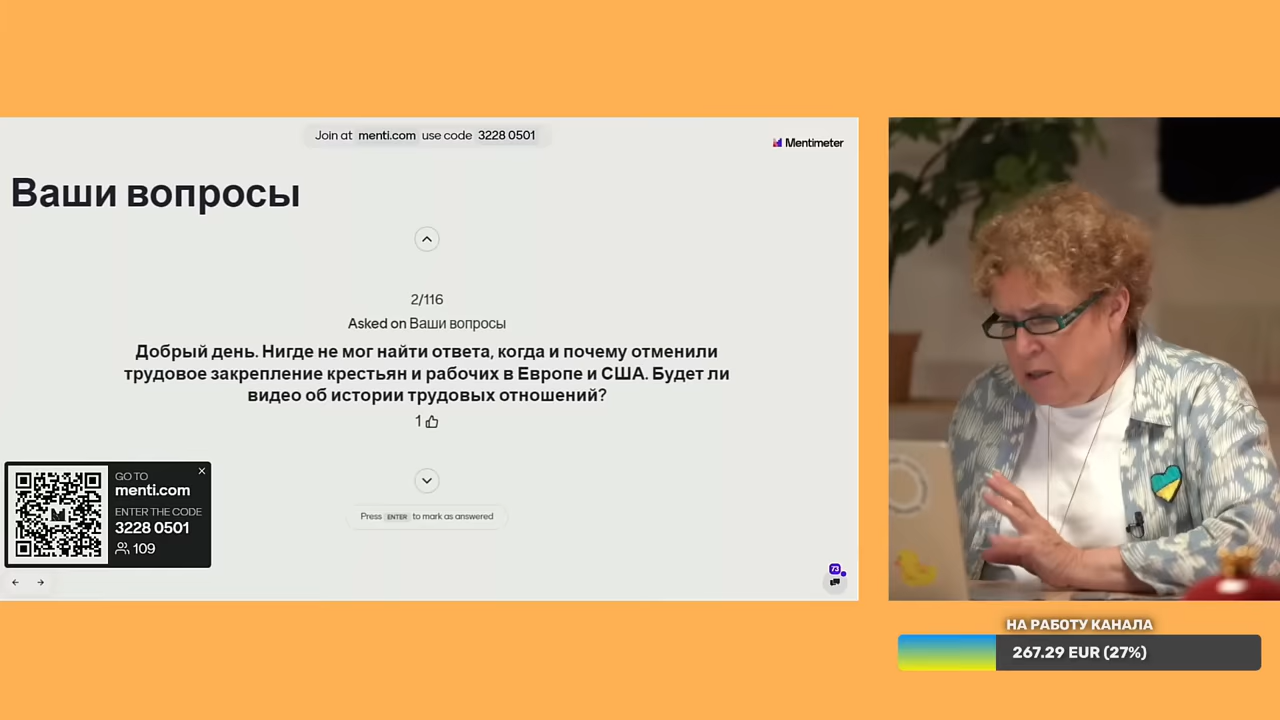 Join at menti.com use code 3228 0501
Mentimeter
Ваши вопросы
2/116
Asked on Ваши вопросы
Добрый день. Нигде не мог найти ответа, когда и почему отменили
трудовое закрепление крестьян и рабочих в Европе и США. Будет ли
видео об истории трудовых отношений?
1
Press ENTER to mark as answered
GO TO
menti.com
ENTER THE CODE
3228 0501
109
73
НА РАБОТУ КАНАЛА
267.29 EUR (27%)